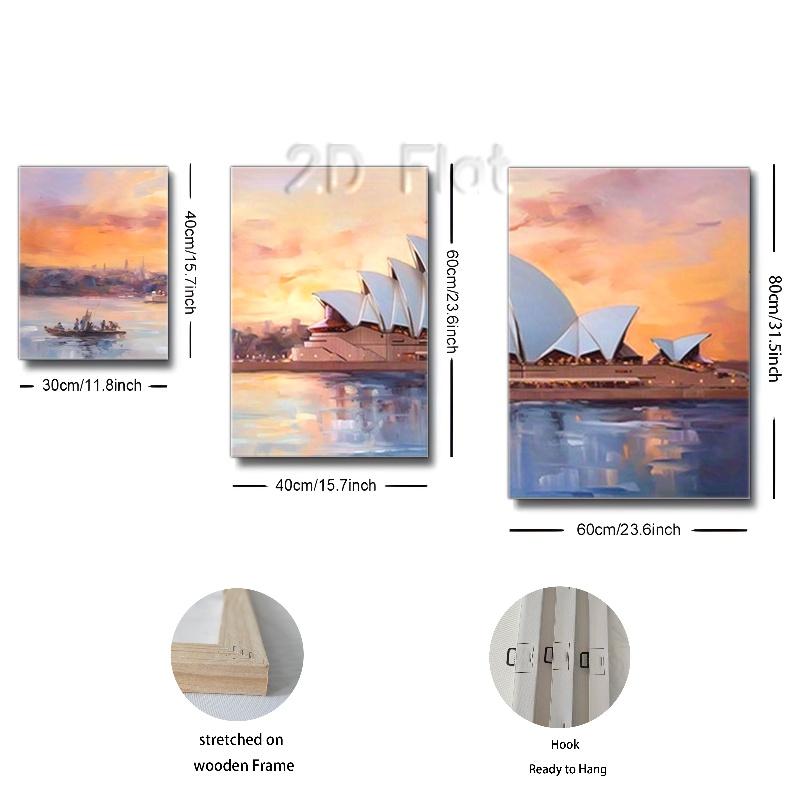 2D Flat
40cm/15.7inch
30cm/11.8inch
60cm/23.6inch
40cm/15.7inch
80cm/31.5inch
60cm/23.6inch
stretched on
wooden Frame
Hook
Ready to Hang